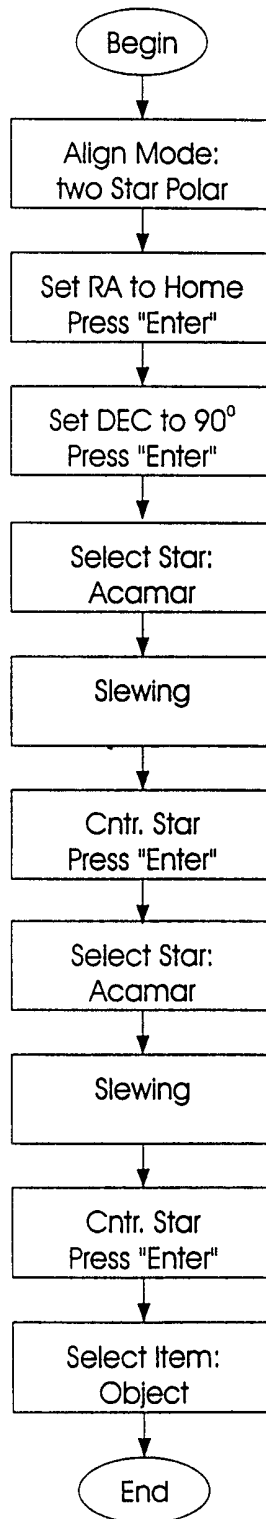 Begin
Align Mode:
two Star Polar
Set RA to Home
Press "Enter"
Set DEC to 90°
Press "Enter"
Select Star:
Acamar
Slewing
Cntr. Star
Press "Enter"
Select Star:
Acamar
Slewing
Cntr. Star
Press "Enter"
Select Item:
Object
End